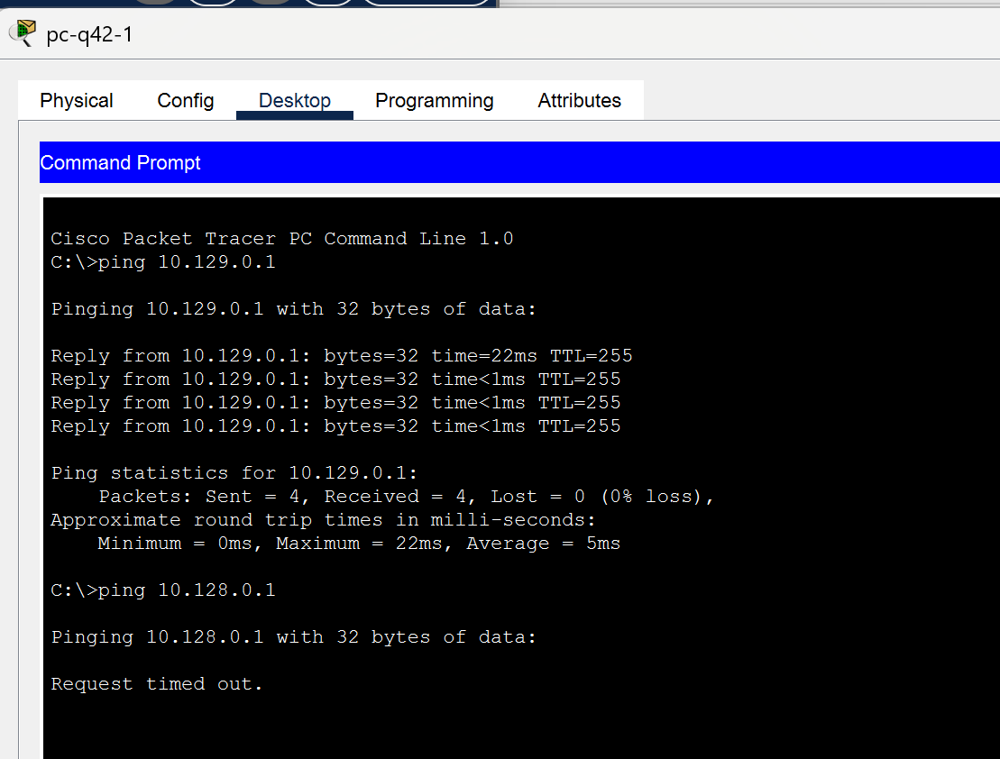 pc-q42-1
Physical Config Desktop Programming Attributes
Command Prompt
Cisco Packet Tracer PC Command Line 1.0
C:\>ping 10.129.0.1
Pinging 10.129.0.1 with 32 bytes of data:
Reply from 10.129.0.1: bytes=32 time=22ms TTL=255
Reply from 10.129.0.1: bytes=32 time<1ms TTL=255
Reply from 10.129.0.1: bytes=32 time<1ms TTL=255
Reply from 10.129.0.1: bytes=32 time<1ms TTL=255
Ping statistics for 10.129.0.1:
    Packets: Sent = 4, Received = 4, Lost = 0 (0% loss),
Approximate round trip times in milli-seconds:
    Minimum = 0ms, Maximum = 22ms, Average = 5ms
C:\>ping 10.128.0.1
Pinging 10.128.0.1 with 32 bytes of data:
Request timed out.